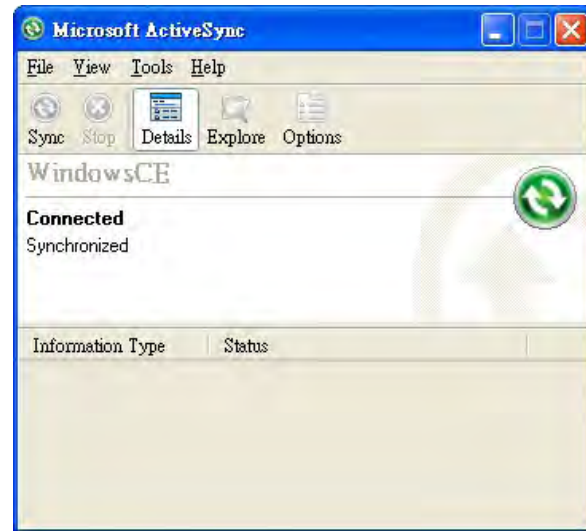 Microsoft ActiveSync
File View Tools Help
Sync Stop Details Explore Options
WindowsCE
Connected
Synchronized
Information Type Status